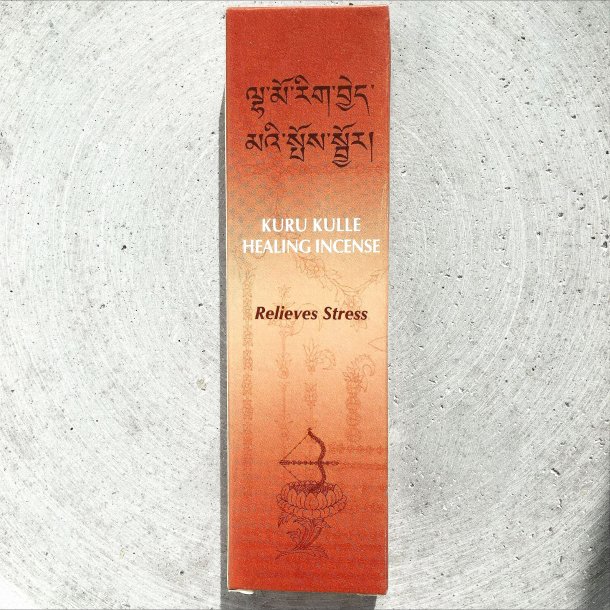 ལྷ་མོ་རིག་བྱེད་
མའི་སྤོས་སྦྱོར།
KURU KULLE
HEALING INCENSE
Relieves Stress